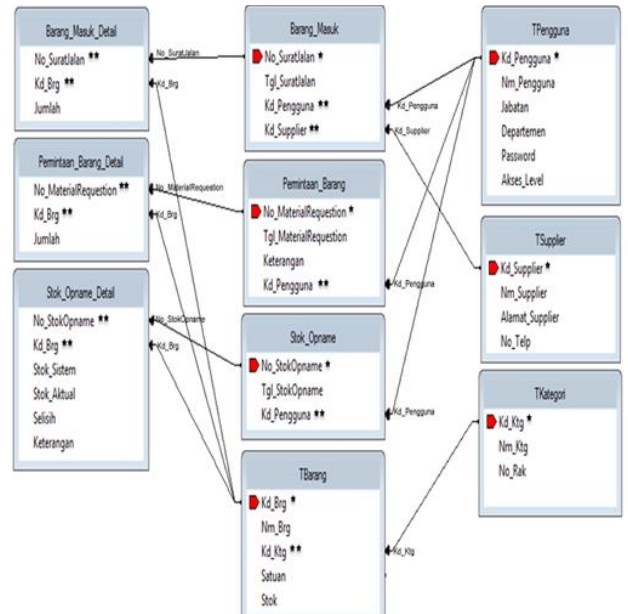 Barang_Masuk_Detail
No_SuratJalan **
Kd_Brg **
Jumlah
No_SuratJalan
Kd_Brg
Barang_Masuk
No_SuratJalan *
Tgl_SuratJalan
Kd_Pengguna **
Kd_Supplier **
Kd_Pengguna
Kd_Supplier
TPengguna
Kd_Pengguna *
Nm_Pengguna
Jabatan
Departemen
Password
Akses_Level
Pemintaan_Barang_Detail
No_MaterialRequestion **
Kd_Brg **
Jumlah
No_MaterialRequestion
Kd_Brg
Pemintaan_Barang
No_MaterialRequestion *
Tgl_MaterialRequestion
Keterangan
Kd_Pengguna **
Kd_Pengguna
TSupplier
Kd_Supplier *
Nm_Supplier
Alamat_Supplier
No_Telp
Stok_Opname_Detail
No_StokOpname **
Kd_Brg **
Stok_Sistem
Stok_Aktual
Selisih
Keterangan
No_StokOpname
Kd_Brg
Stok_Opname
No_StokOpname *
Tgl_StokOpname
Kd_Pengguna **
Kd_Pengguna
TKategori
Kd_Ktg *
Nm_Ktg
No_Rak
TBarang
Kd_Brg *
Nm_Brg
Kd_Ktg **
Satuan
Stok
Kd_Ktg